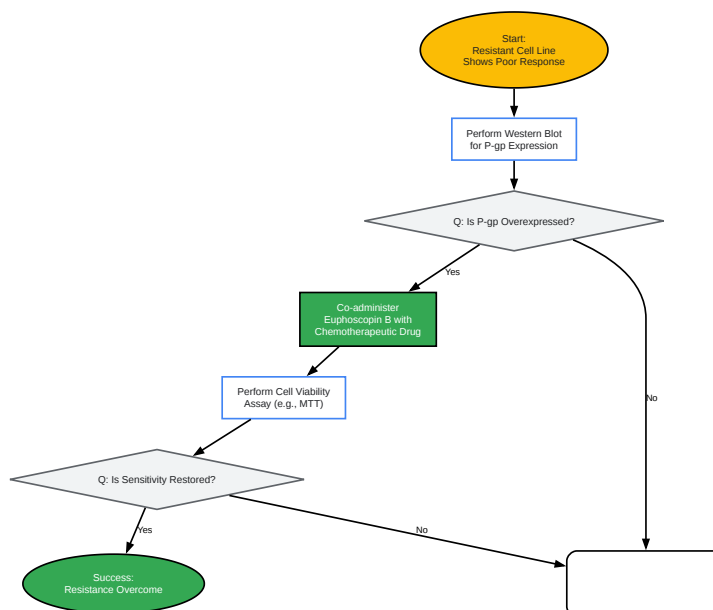 Start:
Resistant Cell Line
Shows Poor Response
Perform Western Blot
for P-gp Expression
Q: Is P-gp Overexpressed?
Yes
Co-administer
Euphoscopin B with
Chemotherapeutic Drug
Perform Cell Viability
Assay (e.g., MTT)
No
Q: Is Sensitivity Restored?
Yes
No
Success:
Resistance Overcome